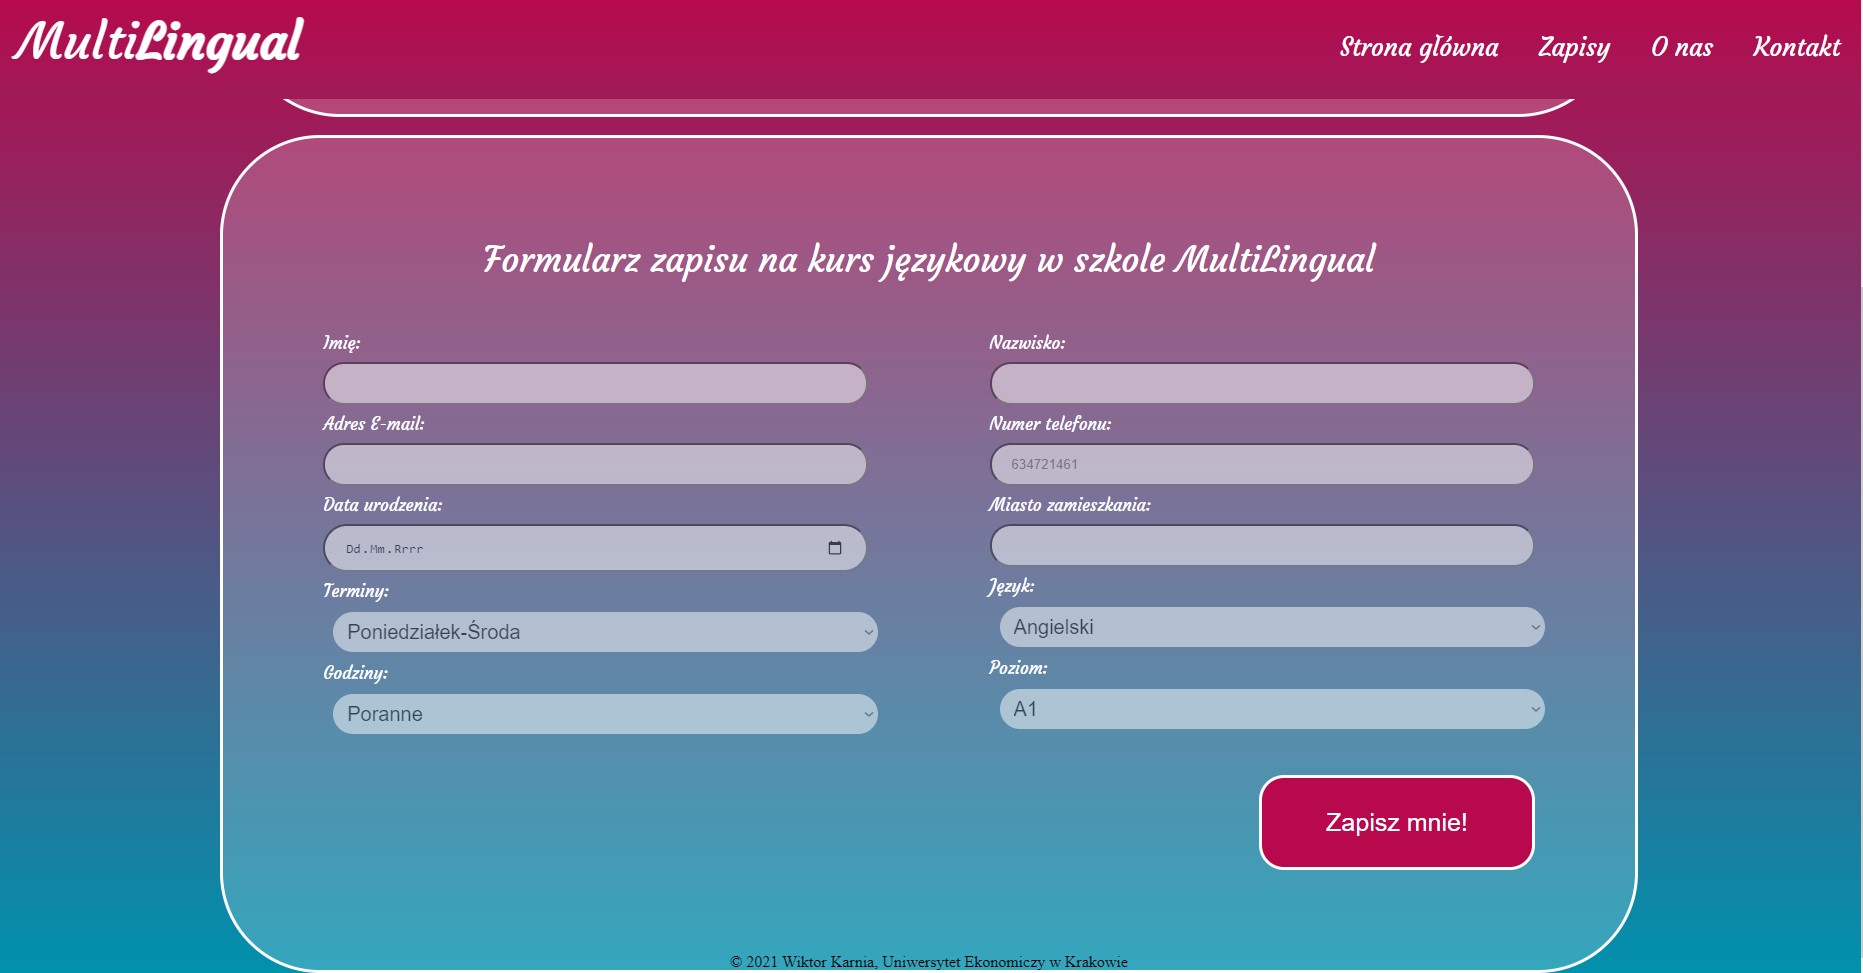 MultiLingual
Strona główna Zapisy O nas Kontakt
Formularz zapisu na kurs językowy w szkole MultiLingual
Imię:
Nazwisko:
Adres E-mail:
Numer telefonu:
634721461
Data urodzenia:
Dd.Mm.Rrrr
Miasto zamieszkania:
Terminy:
Poniedziałek-Środa
Język:
Angielski
Godziny:
Poranne
Poziom:
A1
Zapisz mnie!
© 2021 Wiktor Karnia, Uniwersytet Ekonomiczy w Krakowie